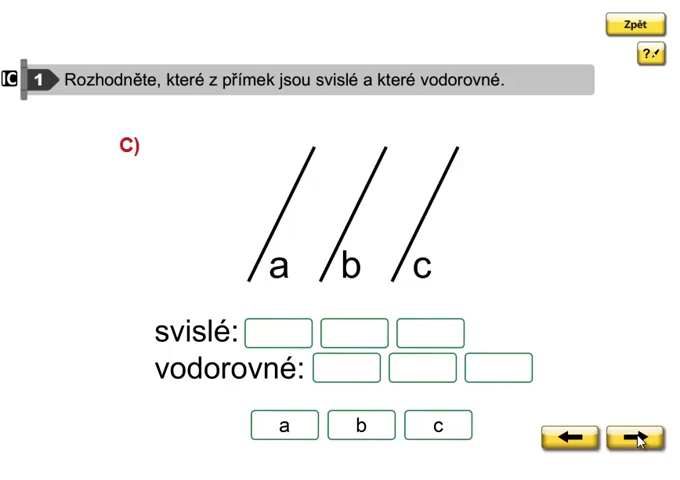 Zpět
?
IC 1 Rozhodněte, které z přímek jsou svislé a které vodorovné.
C)
a b c
svislé:
vodorovné:
a b c